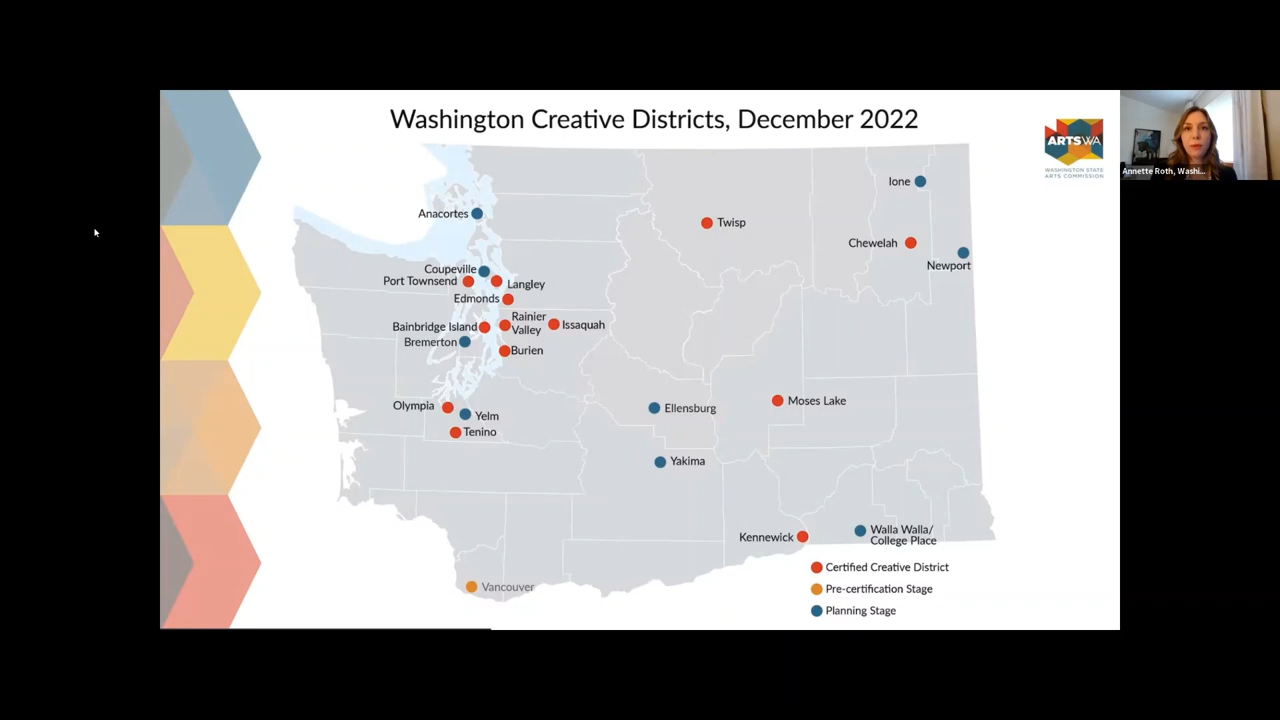 Washington Creative Districts, December 2022
ARTSWA
WASHINGTON STATE
ARTS COMMISSION
Annette Roth, Washi...
Ione
Anacortes
Twisp
Chewelah
Newport
Coupeville
Port Townsend
Langley
Edmonds
Rainier
Valley
Issaquah
Bainbridge Island
Bremerton
Burien
Olympia
Yelm
Tenino
Ellensburg
Moses Lake
Yakima
Kennewick
Walla Walla/
College Place
Vancouver
Certified Creative District
Pre-certification Stage
Planning Stage